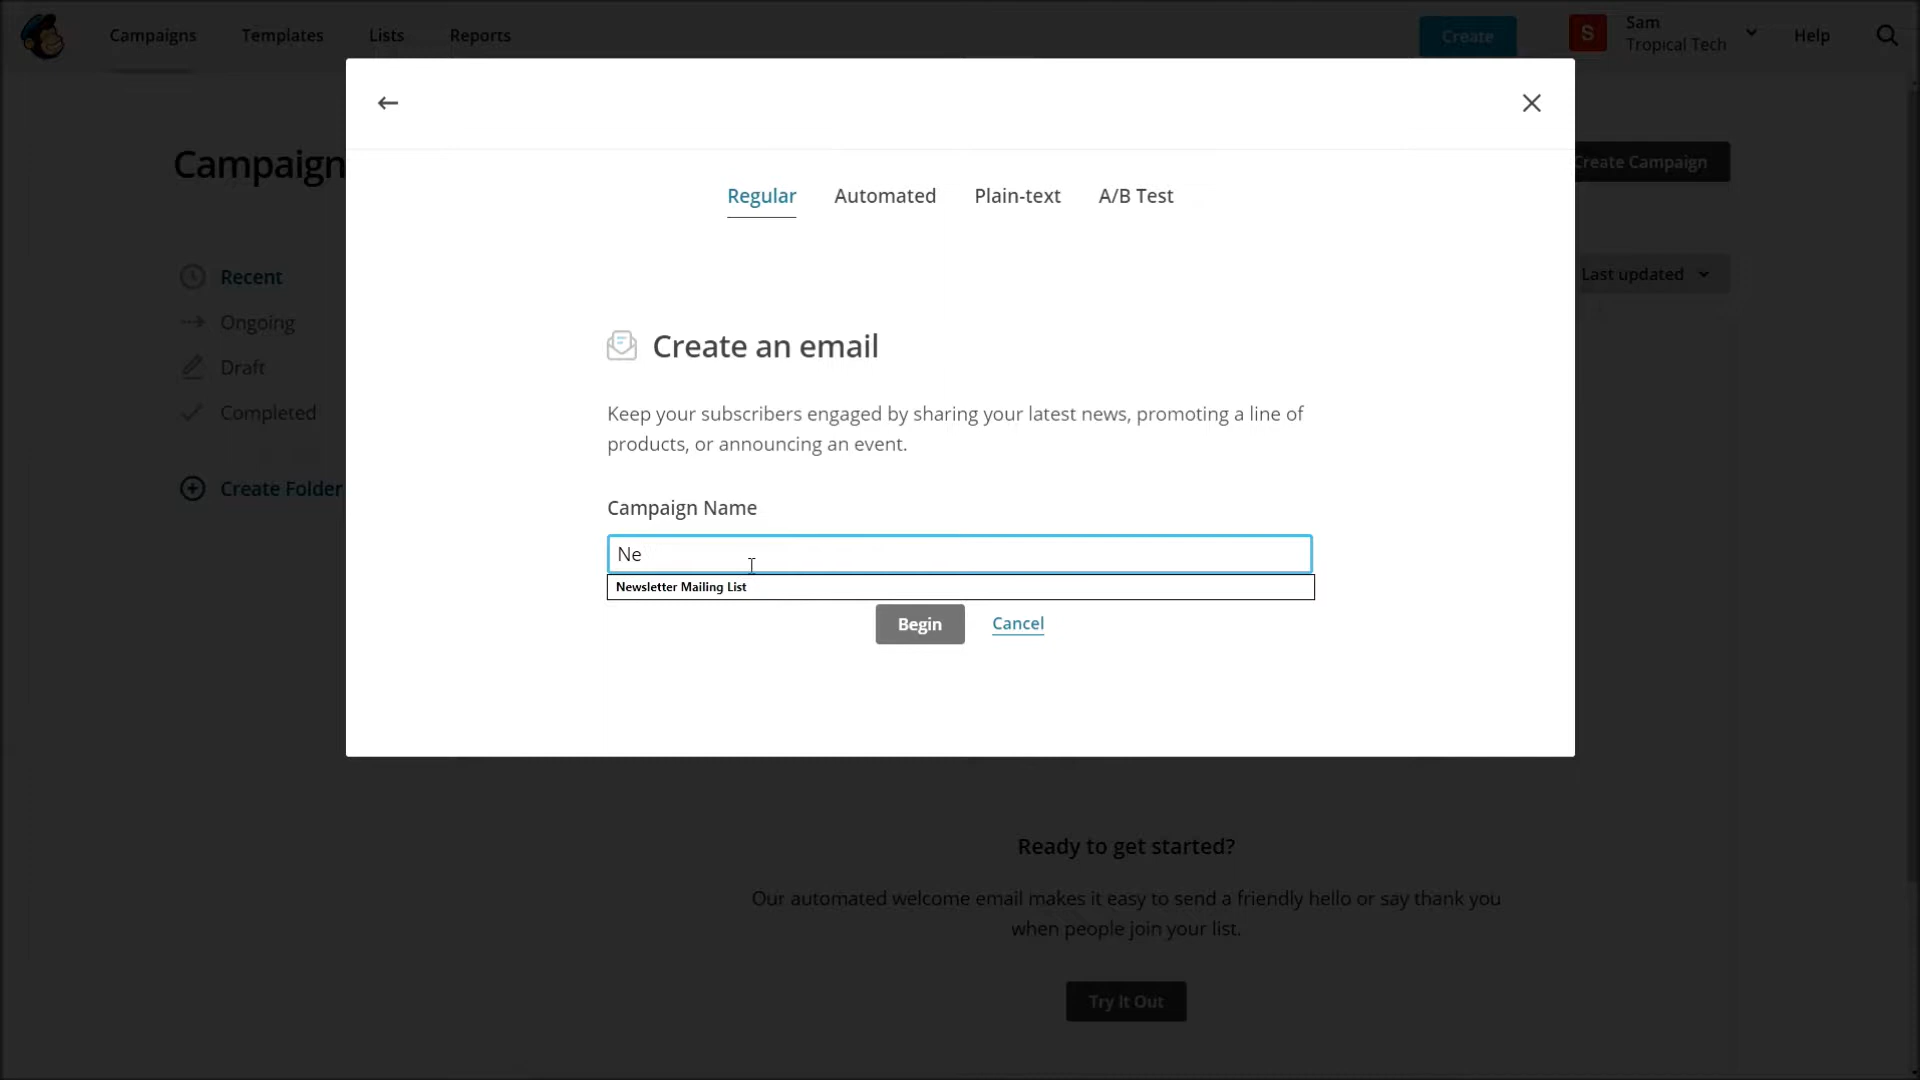 Campaigns
Templates
Lists
Reports
Create
S
Sam
Tropical Tech
Help
Campaign
Create Campaign
Regular
Automated
Plain-text
A/B Test
Recent
Last updated
Ongoing
Draft
Completed
Create Folder
Create an email
Keep your subscribers engaged by sharing your latest news, promoting a line of
products, or announcing an event.
Campaign Name
Ne
Newsletter Mailing List
Begin
Cancel
Ready to get started?
Our automated welcome email makes it easy to send a friendly hello or say thank you
when people join your list.
Try It Out